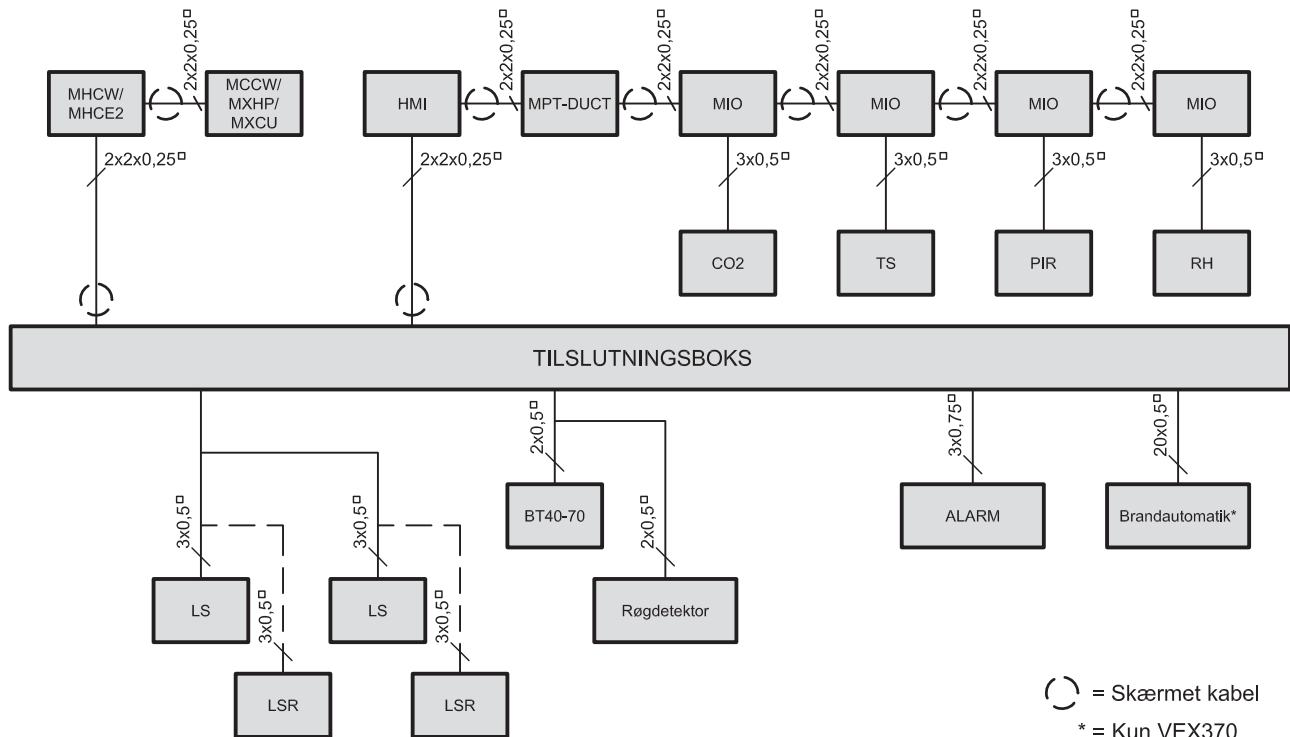 2x2x0,25□
2x2x0,25□
2x2x0,25□
2x2x0,25□
2x2x0,25□
2x2x0,25□
MHCW/
MHCE2
MCCW/
MXHP/
MXCU
HMI
MPT-DUCT
MIO
MIO
MIO
MIO
2x2x0,25□
2x2x0,25□
3x0,5□
3x0,5□
3x0,5□
3x0,5□
CO2
TS
PIR
RH
TILSLUTNINGSBOKS
2x0,5□
3x0,75□
20x0,5□
3x0,5□
3x0,5□
2x0,5□
BT40-70
ALARM
Brandautomatik*
LS
LS
Røgdetektor
3x0,5□
3x0,5□
LSR
LSR
= Skærmet kabel
* = Kun VEX370